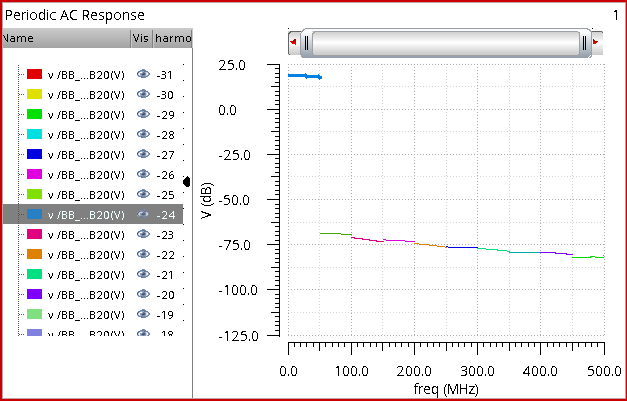 Periodic AC Response 1
Name Vis harmo
v /BB_...B20(V) -31
v /BB_...B20(V) -30
v /BB_...B20(V) -29
v /BB_...B20(V) -28
v /BB_...B20(V) -27
v /BB_...B20(V) -26
v /BB_...B20(V) -25
v /BB_...B20(V) -24
v /BB_...B20(V) -23
v /BB_...B20(V) -22
v /BB_...B20(V) -21
v /BB_...B20(V) -20
v /BB_...B20(V) -19
v /BB_...B20(V) -18
V (dB)
25.0
0.0
-25.0
-50.0
-75.0
-100.0
-125.0
0.0 100.0 200.0 300.0 400.0 500.0
freq (MHz)